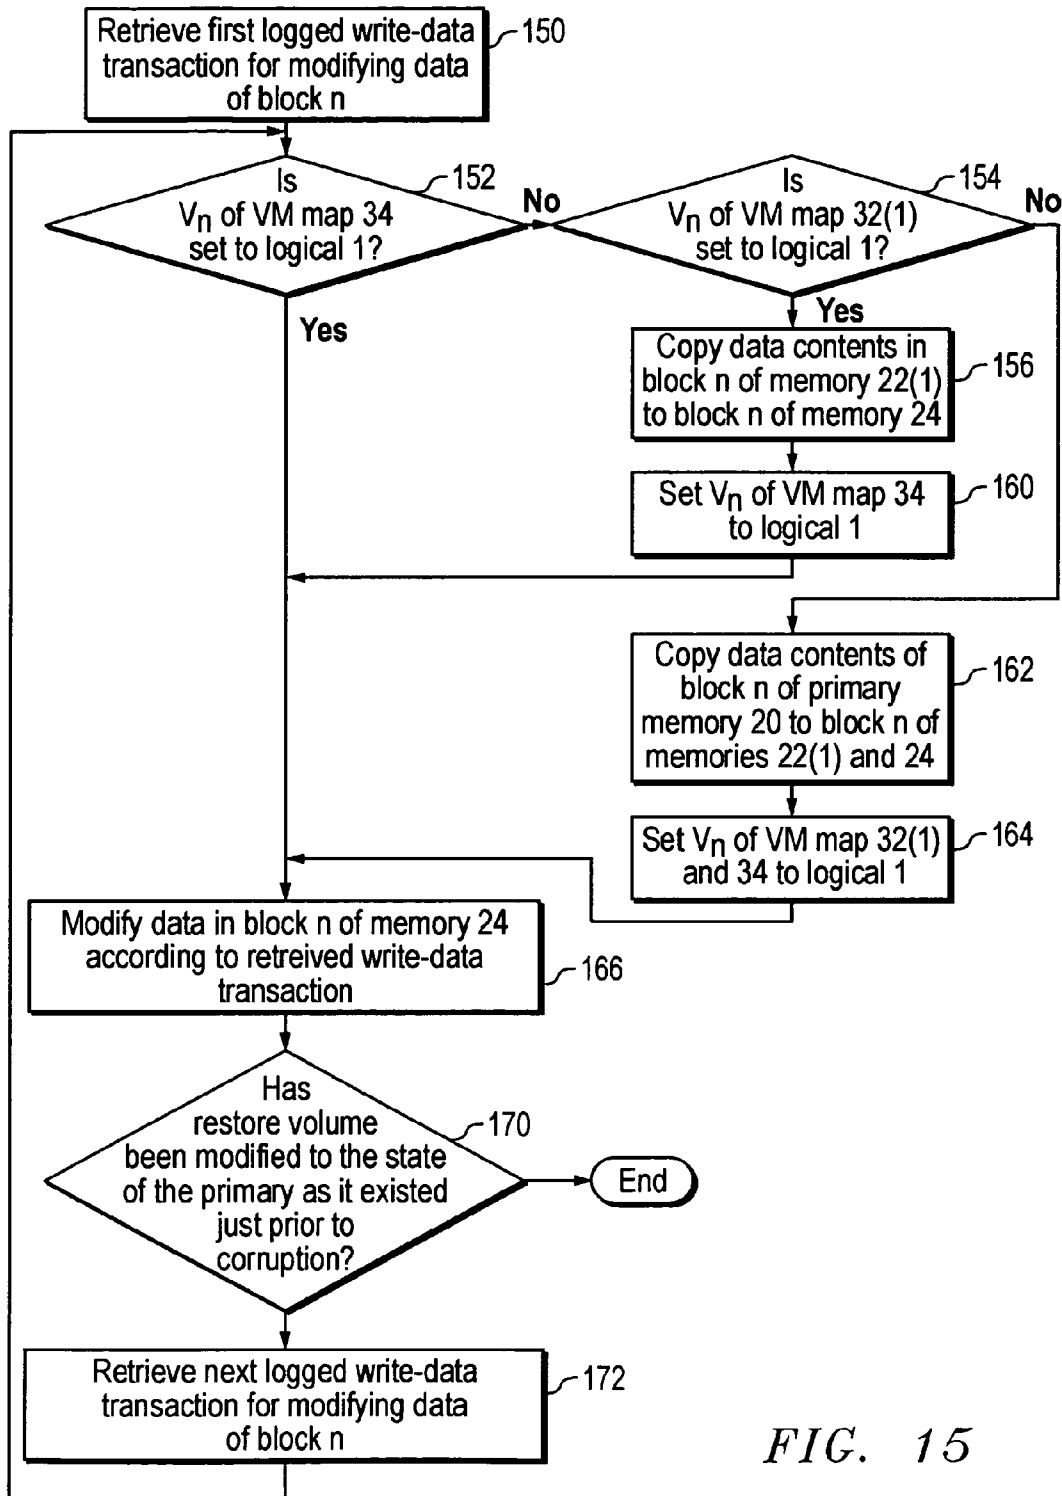 Retrieve first logged write-data
transaction for modifying data
of block n
150
Is
Vn of VM map 34
set to logical 1?
152
No
Yes
Is
Vn of VM map 32(1)
set to logical 1?
154
No
Yes
Copy data contents in
block n of memory 22(1)
to block n of memory 24
156
Set Vn of VM map 34
to logical 1
160
Copy data contents of
block n of primary
memory 20 to block n of
memories 22(1) and 24
162
Set Vn of VM map 32(1)
and 34 to logical 1
164
Modify data in block n of memory 24
according to retreived write-data
transaction
166
Has
restore volume
been modified to the state
of the primary as it existed
just prior to
corruption?
170
End
Retrieve next logged write-data
transaction for modifying data
of block n
172
FIG. 15